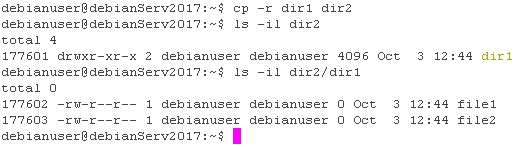 debianuser@debianServ2017:~$ cp -r dir1 dir2
debianuser@debianServ2017:~$ ls -il dir2
total 4
177601 drwxr-xr-x 2 debianuser debianuser 4096 Oct  3 12:44 dir1
debianuser@debianServ2017:~$ ls -il dir2/dir1
total 0
177602 -rw-r--r-- 1 debianuser debianuser 0 Oct  3 12:44 file1
177603 -rw-r--r-- 1 debianuser debianuser 0 Oct  3 12:44 file2
debianuser@debianServ2017:~$